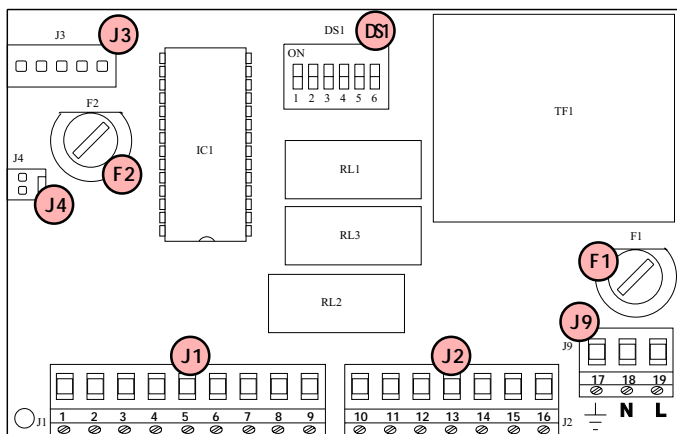 J3
J3
DS1
DS1
ON
1 2 3 4 5 6
TF1
F2
F2
IC1
J4
J4
RL1
RL3
RL2
F1
F1
J9
J9
17 18 19
N L
J1
J1
1 2 3 4 5 6 7 8 9
J2
J2
10 11 12 13 14 15 16